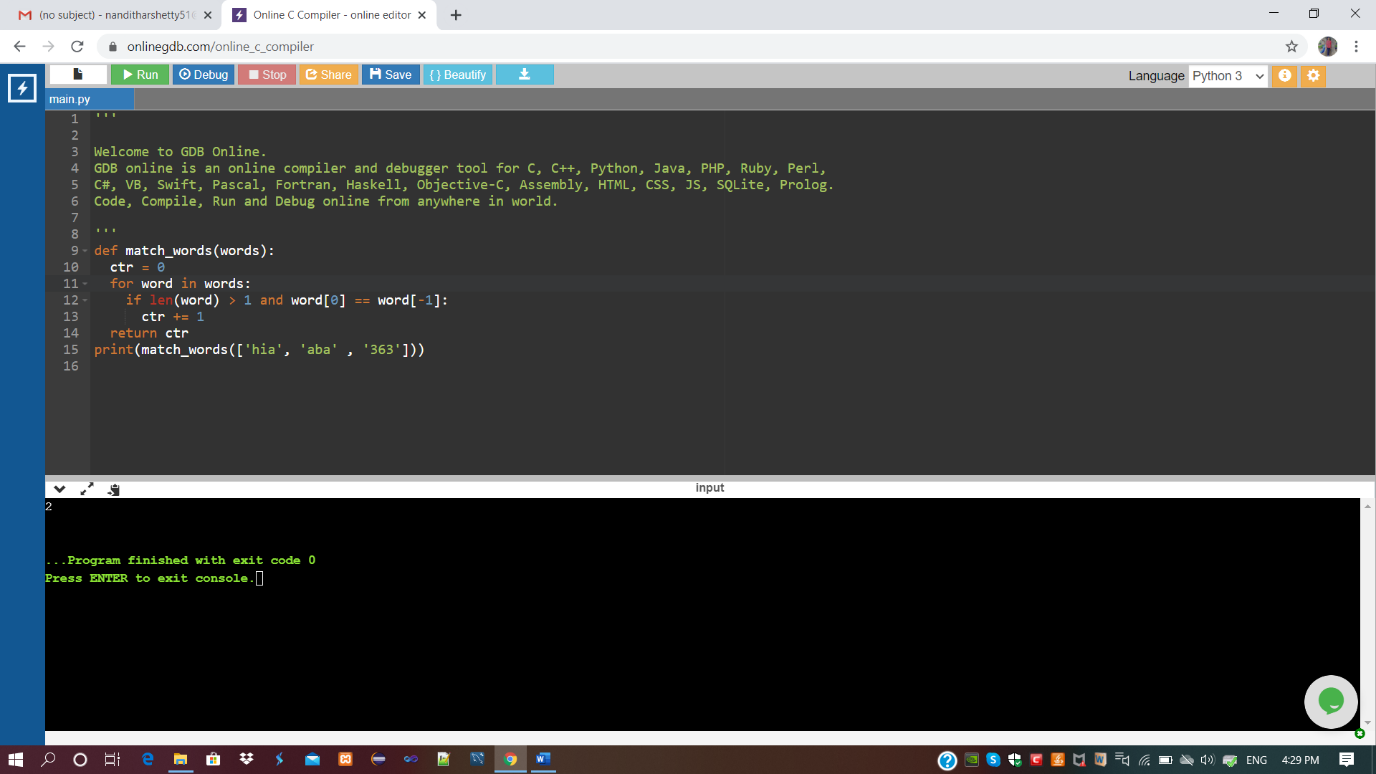 (no subject) - nanditharshetty516
Online C Compiler - online editor
onlinegdb.com/online_c_compiler
Run Debug Stop Share Save {} Beautify Language Python 3
main.py
1 '''
2
3 Welcome to GDB Online.
4 GDB online is an online compiler and debugger tool for C, C++, Python, Java, PHP, Ruby, Perl,
5 C#, VB, Swift, Pascal, Fortran, Haskell, Objective-C, Assembly, HTML, CSS, JS, SQLite, Prolog.
6 Code, Compile, Run and Debug online from anywhere in world.
7
8 '''
9 def match_words(words):
10   ctr = 0
11   for word in words:
12     if len(word) > 1 and word[0] == word[-1]:
13       ctr += 1
14   return ctr
15 print(match_words(['hia', 'aba' , '363']))
16
input
2
...Program finished with exit code 0
Press ENTER to exit console.
ENG 4:29 PM